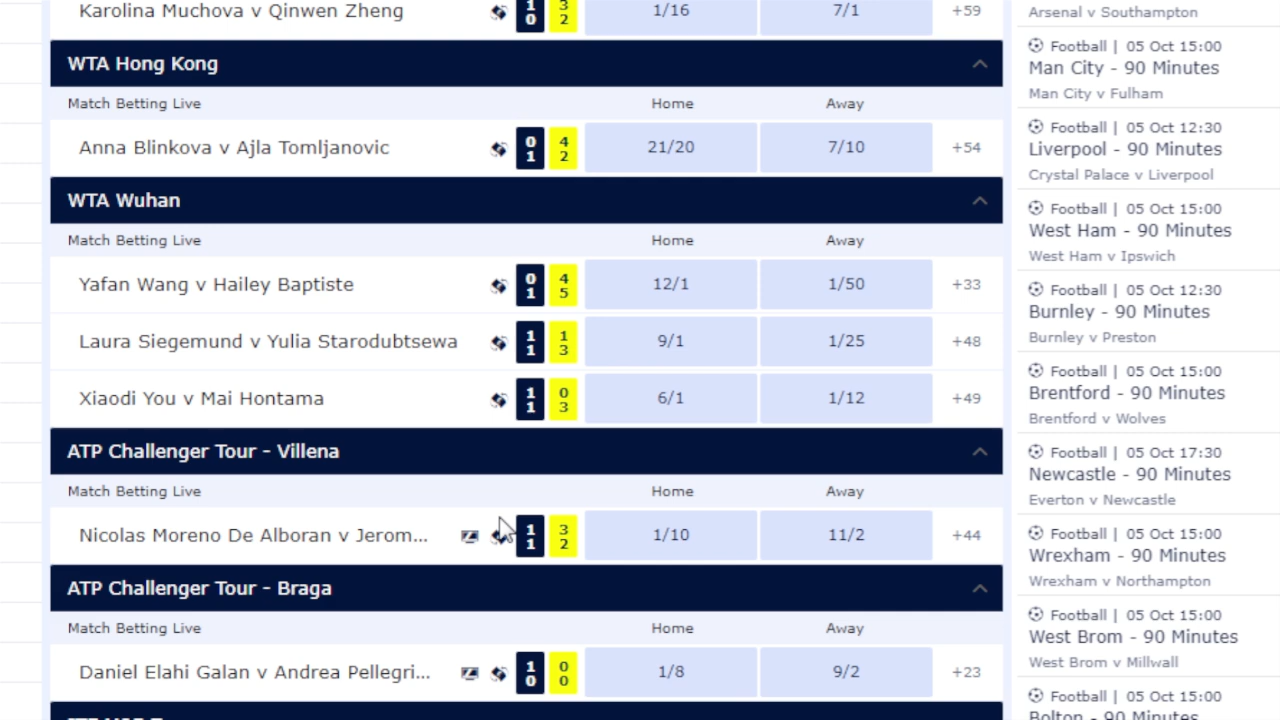 Karolina Muchova v Qinwen Zheng 1 0 3 2 1/16 7/1 +59
WTA Hong Kong
Match Betting Live Home Away
Anna Blinkova v Ajla Tomljanovic 0 1 4 2 21/20 7/10 +54
WTA Wuhan
Match Betting Live Home Away
Yafan Wang v Hailey Baptiste 0 1 4 5 12/1 1/50 +33
Laura Siegemund v Yulia Starodubtsewa 1 1 1 3 9/1 1/25 +48
Xiaodi You v Mai Hontama 1 1 0 3 6/1 1/12 +49
ATP Challenger Tour - Villena
Match Betting Live Home Away
Nicolas Moreno De Alboran v Jerom... 1 1 3 2 1/10 11/2 +44
ATP Challenger Tour - Braga
Match Betting Live Home Away
Daniel Elahi Galan v Andrea Pellegri... 1 0 0 0 1/8 9/2 +23
Arsenal v Southampton
Football | 05 Oct 15:00
Man City - 90 Minutes
Man City v Fulham
Football | 05 Oct 12:30
Liverpool - 90 Minutes
Crystal Palace v Liverpool
Football | 05 Oct 15:00
West Ham - 90 Minutes
West Ham v Ipswich
Football | 05 Oct 12:30
Burnley - 90 Minutes
Burnley v Preston
Football | 05 Oct 15:00
Brentford - 90 Minutes
Brentford v Wolves
Football | 05 Oct 17:30
Newcastle - 90 Minutes
Everton v Newcastle
Football | 05 Oct 15:00
Wrexham - 90 Minutes
Wrexham v Northampton
Football | 05 Oct 15:00
West Brom - 90 Minutes
West Brom v Millwall
Football | 05 Oct 15:00
Bolton - 90 Minutes